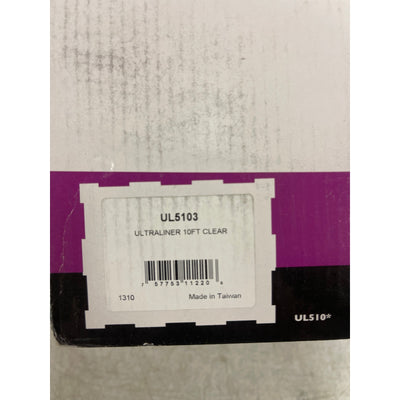 UL5103
ULTRALINER 10FT CLEAR
7 57753 11220 6
1310 Made in Taiwan
UL510*